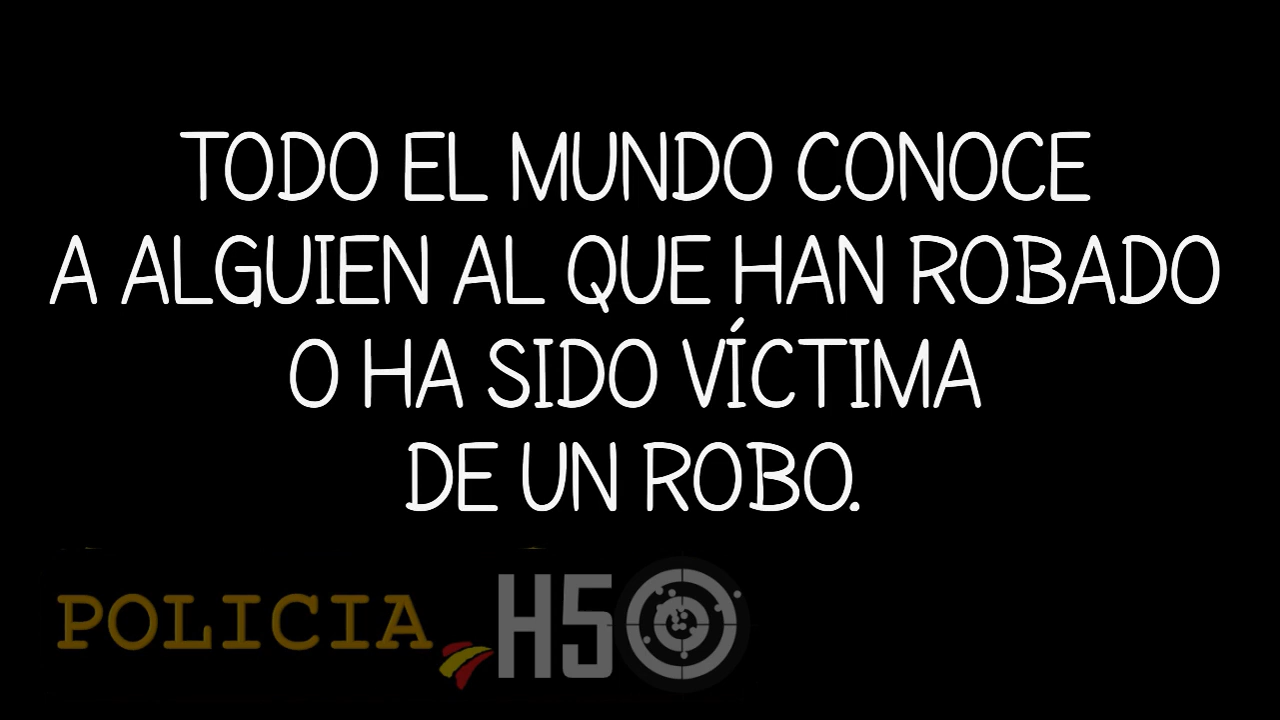 TODO EL MUNDO CONOCE
A ALGUIEN AL QUE HAN ROBADO
O HA SIDO VÍCTIMA
DE UN ROBO.
POLICIA H50